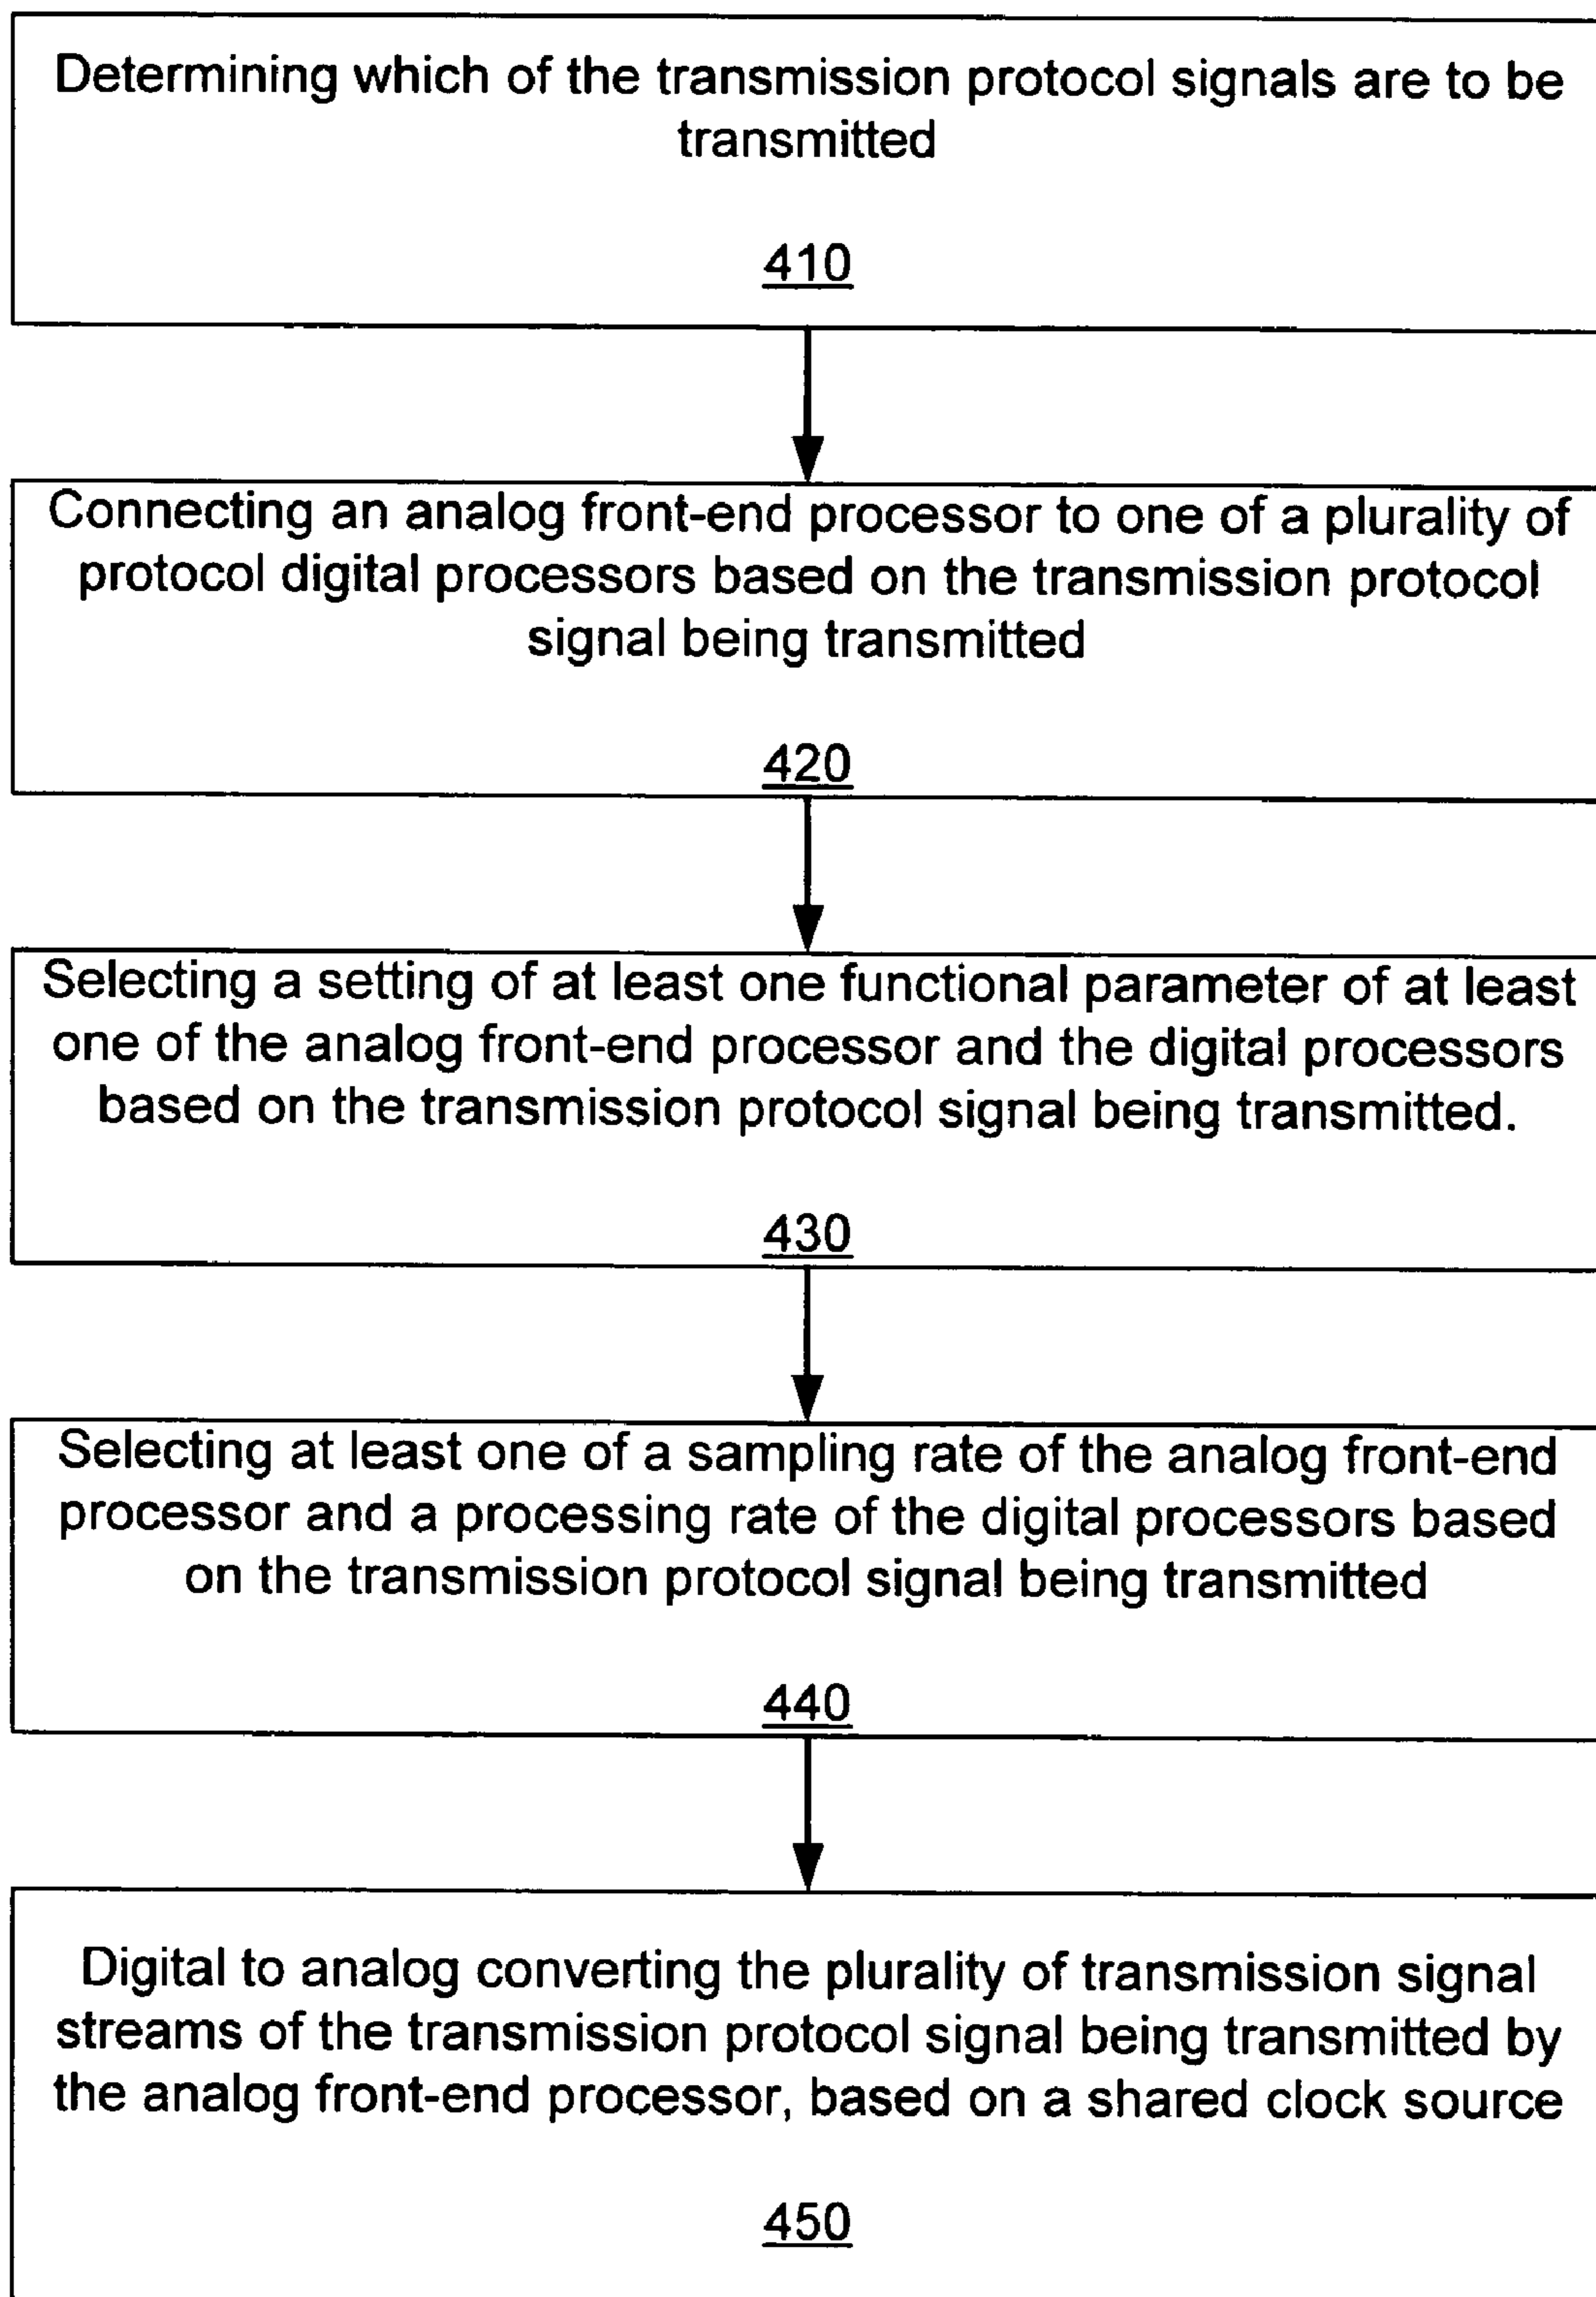 Determining which of the transmission protocol signals are to be
transmitted
410
Connecting an analog front-end processor to one of a plurality of
protocol digital processors based on the transmission protocol
signal being transmitted
420
Selecting a setting of at least one functional parameter of at least
one of the analog front-end processor and the digital processors
based on the transmission protocol signal being transmitted.
430
Selecting at least one of a sampling rate of the analog front-end
processor and a processing rate of the digital processors based
on the transmission protocol signal being transmitted
440
Digital to analog converting the plurality of transmission signal
streams of the transmission protocol signal being transmitted by
the analog front-end processor, based on a shared clock source
450